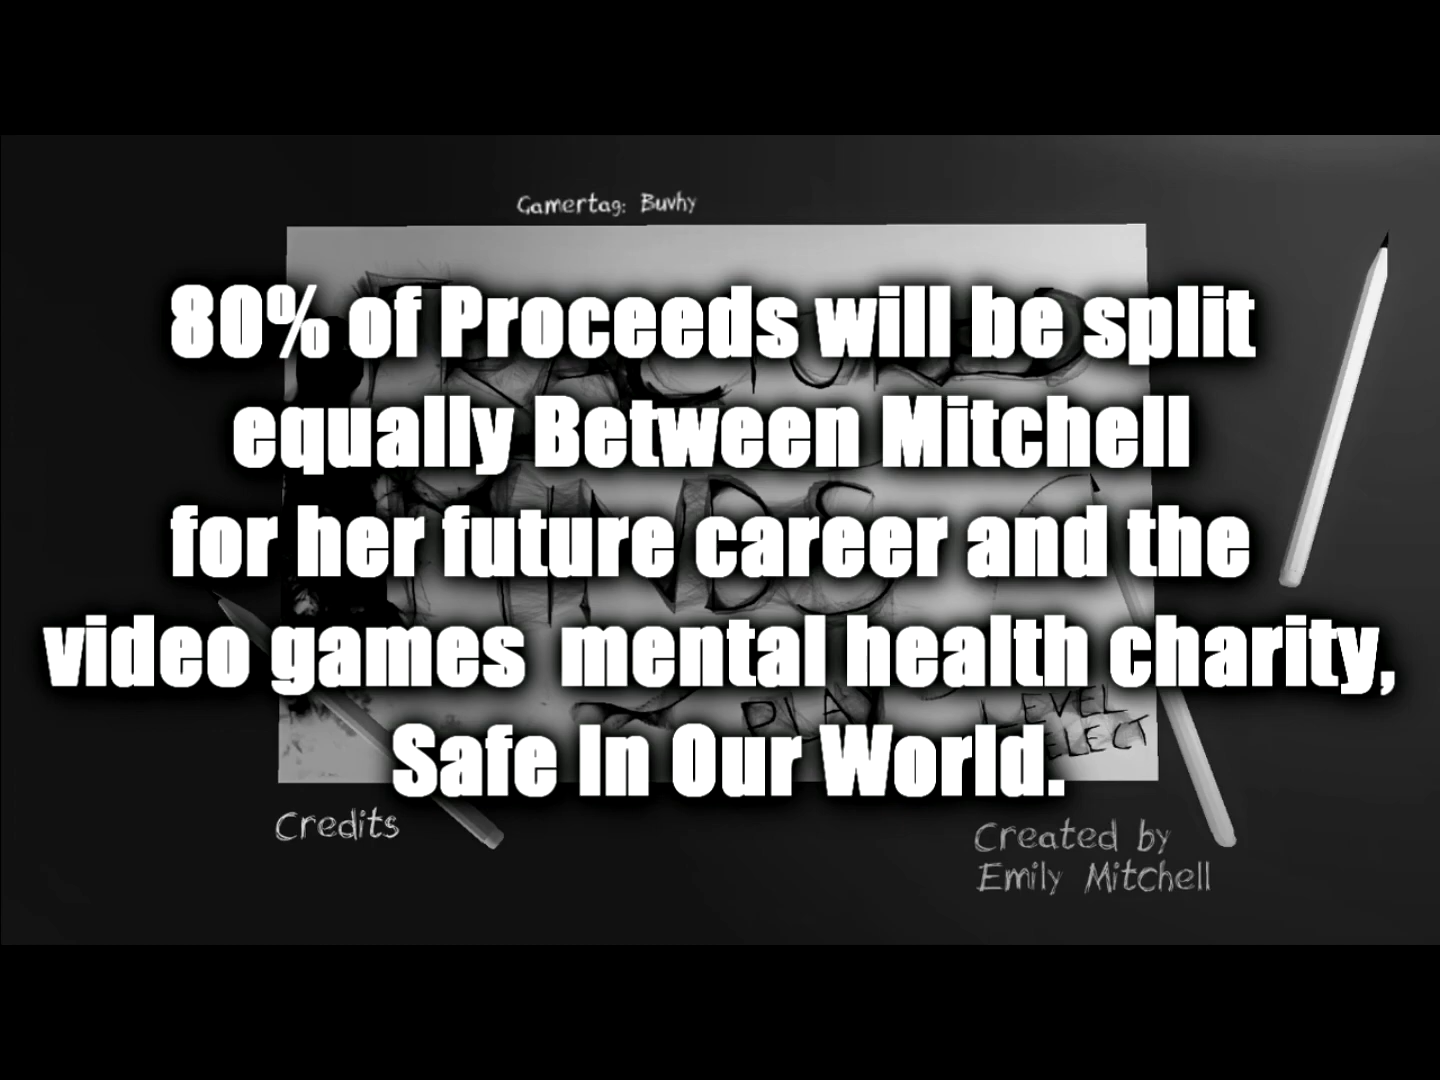 Gamertag: Buvhy
80% of Proceeds will be split
equally Between Mitchell
for her future career and the
video games mental health charity,
Safe In Our World.
LEVEL
Credits
Created by
Emily Mitchell